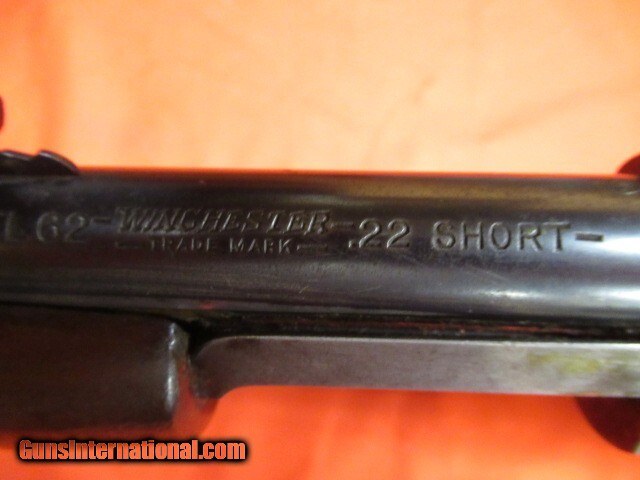 62-WINCHESTER-.22 SHORT-
-TRADE MARK-
GunsInternational.com